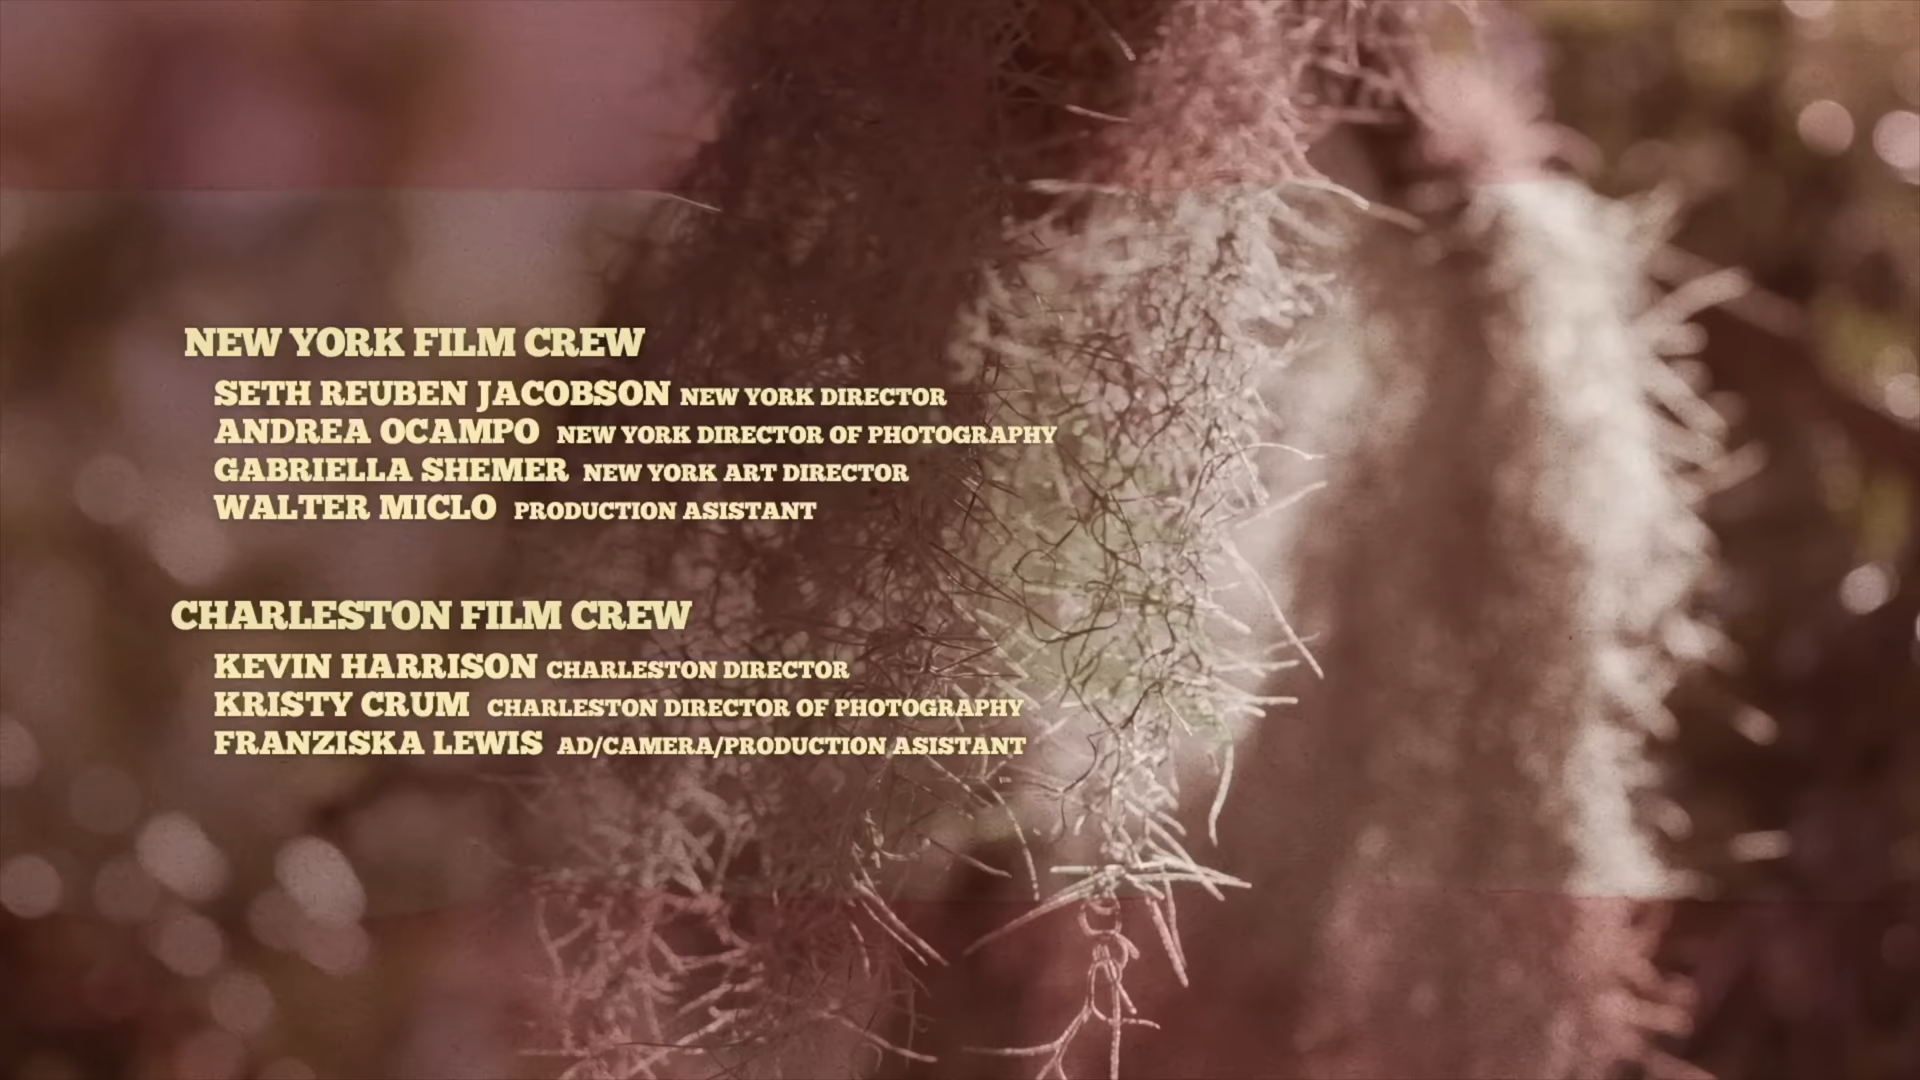 NEW YORK FILM CREW
SETH REUBEN JACOBSON NEW YORK DIRECTOR
ANDREA OCAMPO NEW YORK DIRECTOR OF PHOTOGRAPHY
GABRIELLA SHEMER NEW YORK ART DIRECTOR
WALTER MICLO PRODUCTION ASISTANT
CHARLESTON FILM CREW
KEVIN HARRISON CHARLESTON DIRECTOR
KRISTY CRUM CHARLESTON DIRECTOR OF PHOTOGRAPHY
FRANZISKA LEWIS AD/CAMERA/PRODUCTION ASISTANT